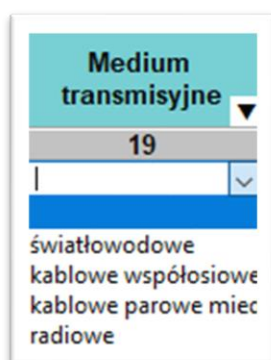 Medium
transmisyjne
19
światłowodowe
kablowe współosiowe
kablowe parowe miec
radiowe